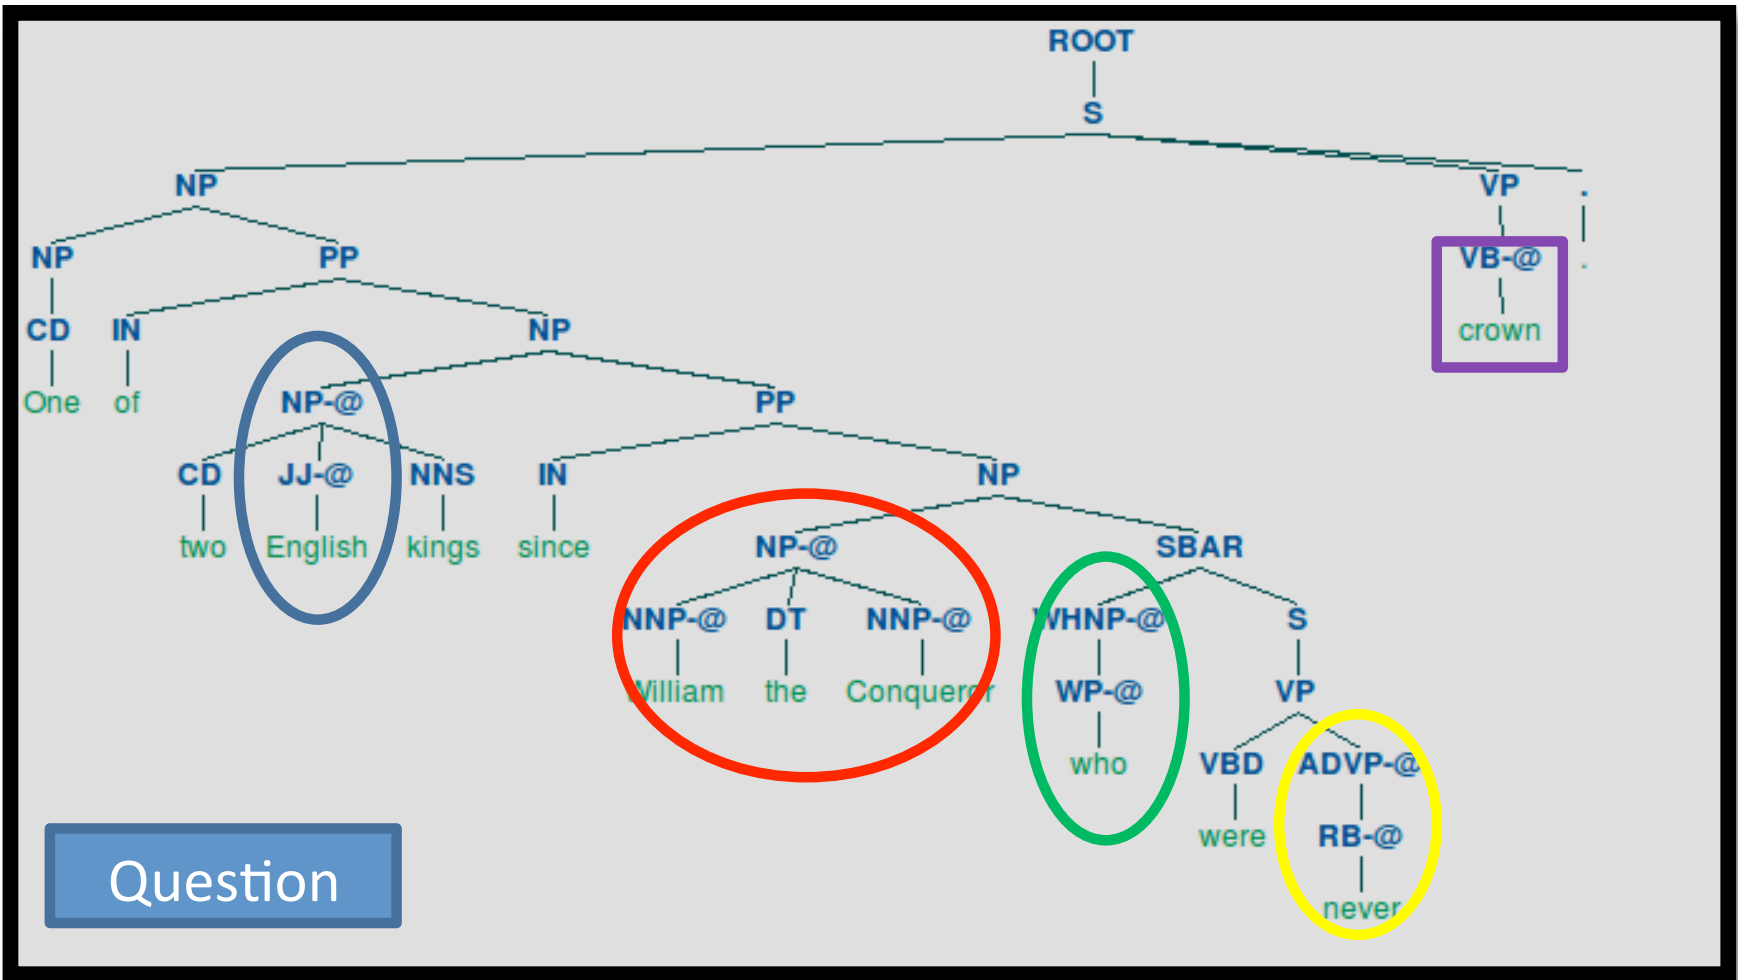 ROOT
S
NP VP .
NP PP VB-@ .
CD IN NP crown
One of NP-@ PP
CD JJ-@ NNS IN NP
two English kings since NP-@ SBAR
NNP-@ DT NNP-@ WHNP-@ S
William the Conqueror WP-@ VP
who VBD ADVP-@
were RB-@
Question
never